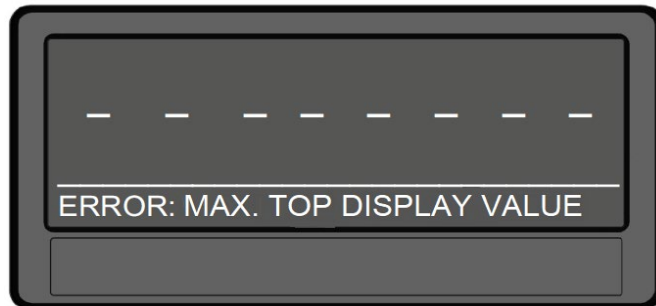 – – – – – – – –
ERROR: MAX. TOP DISPLAY VALUE